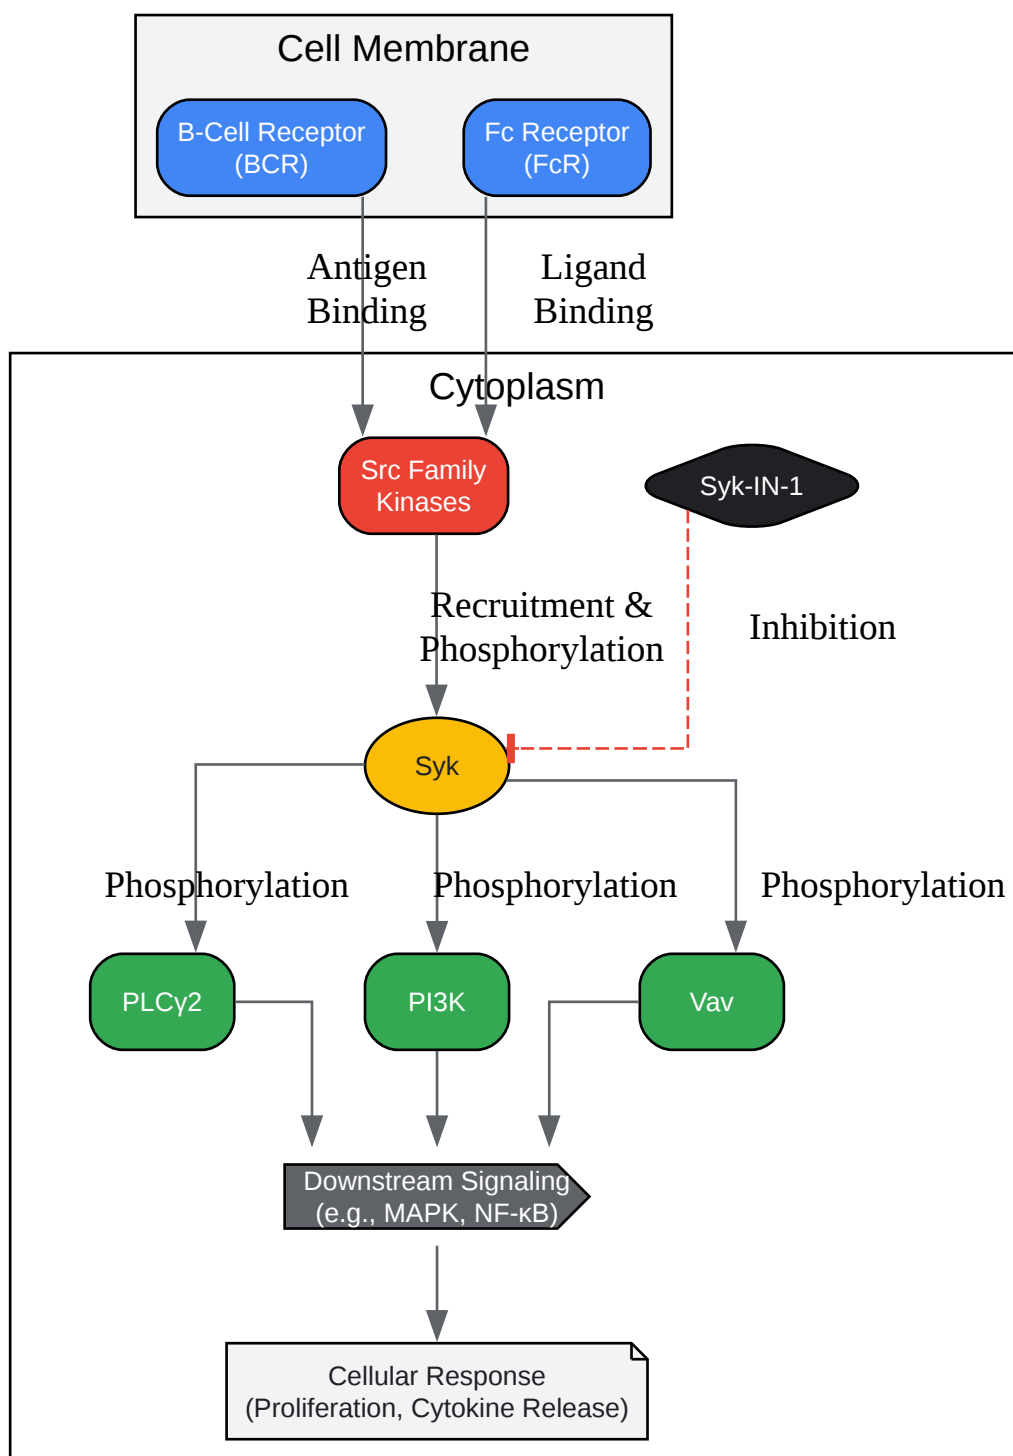 Cell Membrane
B-Cell Receptor
(BCR)
Fc Receptor
(FcR)
Antigen
Binding
Ligand
Binding
Cytoplasm
Src Family
Kinases
Syk-IN-1
Recruitment &
Phosphorylation
Inhibition
Syk
Phosphorylation
Phosphorylation
Phosphorylation
PLCγ2
PI3K
Vav
Downstream Signaling
(e.g., MAPK, NF-κB)
Cellular Response
(Proliferation, Cytokine Release)